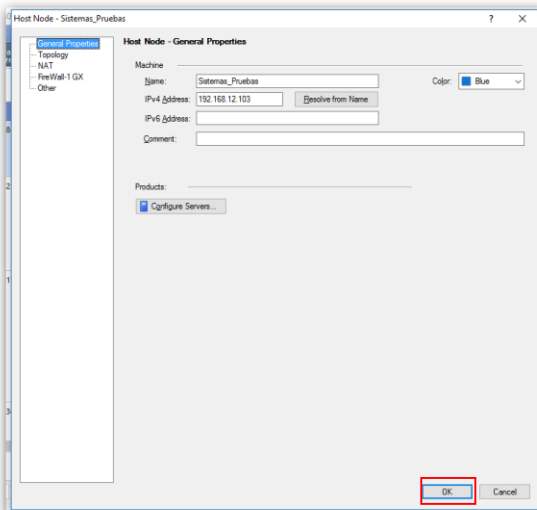 Host Node - Sistemas_Pruebas ? X
General Properties
Topology
NAT
FireWall-1 GX
Other
Host Node - General Properties
Machine
Name: Sistemas_Pruebas Color: Blue
IPv4 Address: 192.168.12.103 Resolve from Name
IPv6 Address:
Comment:
Products:
Configure Servers...
OK Cancel